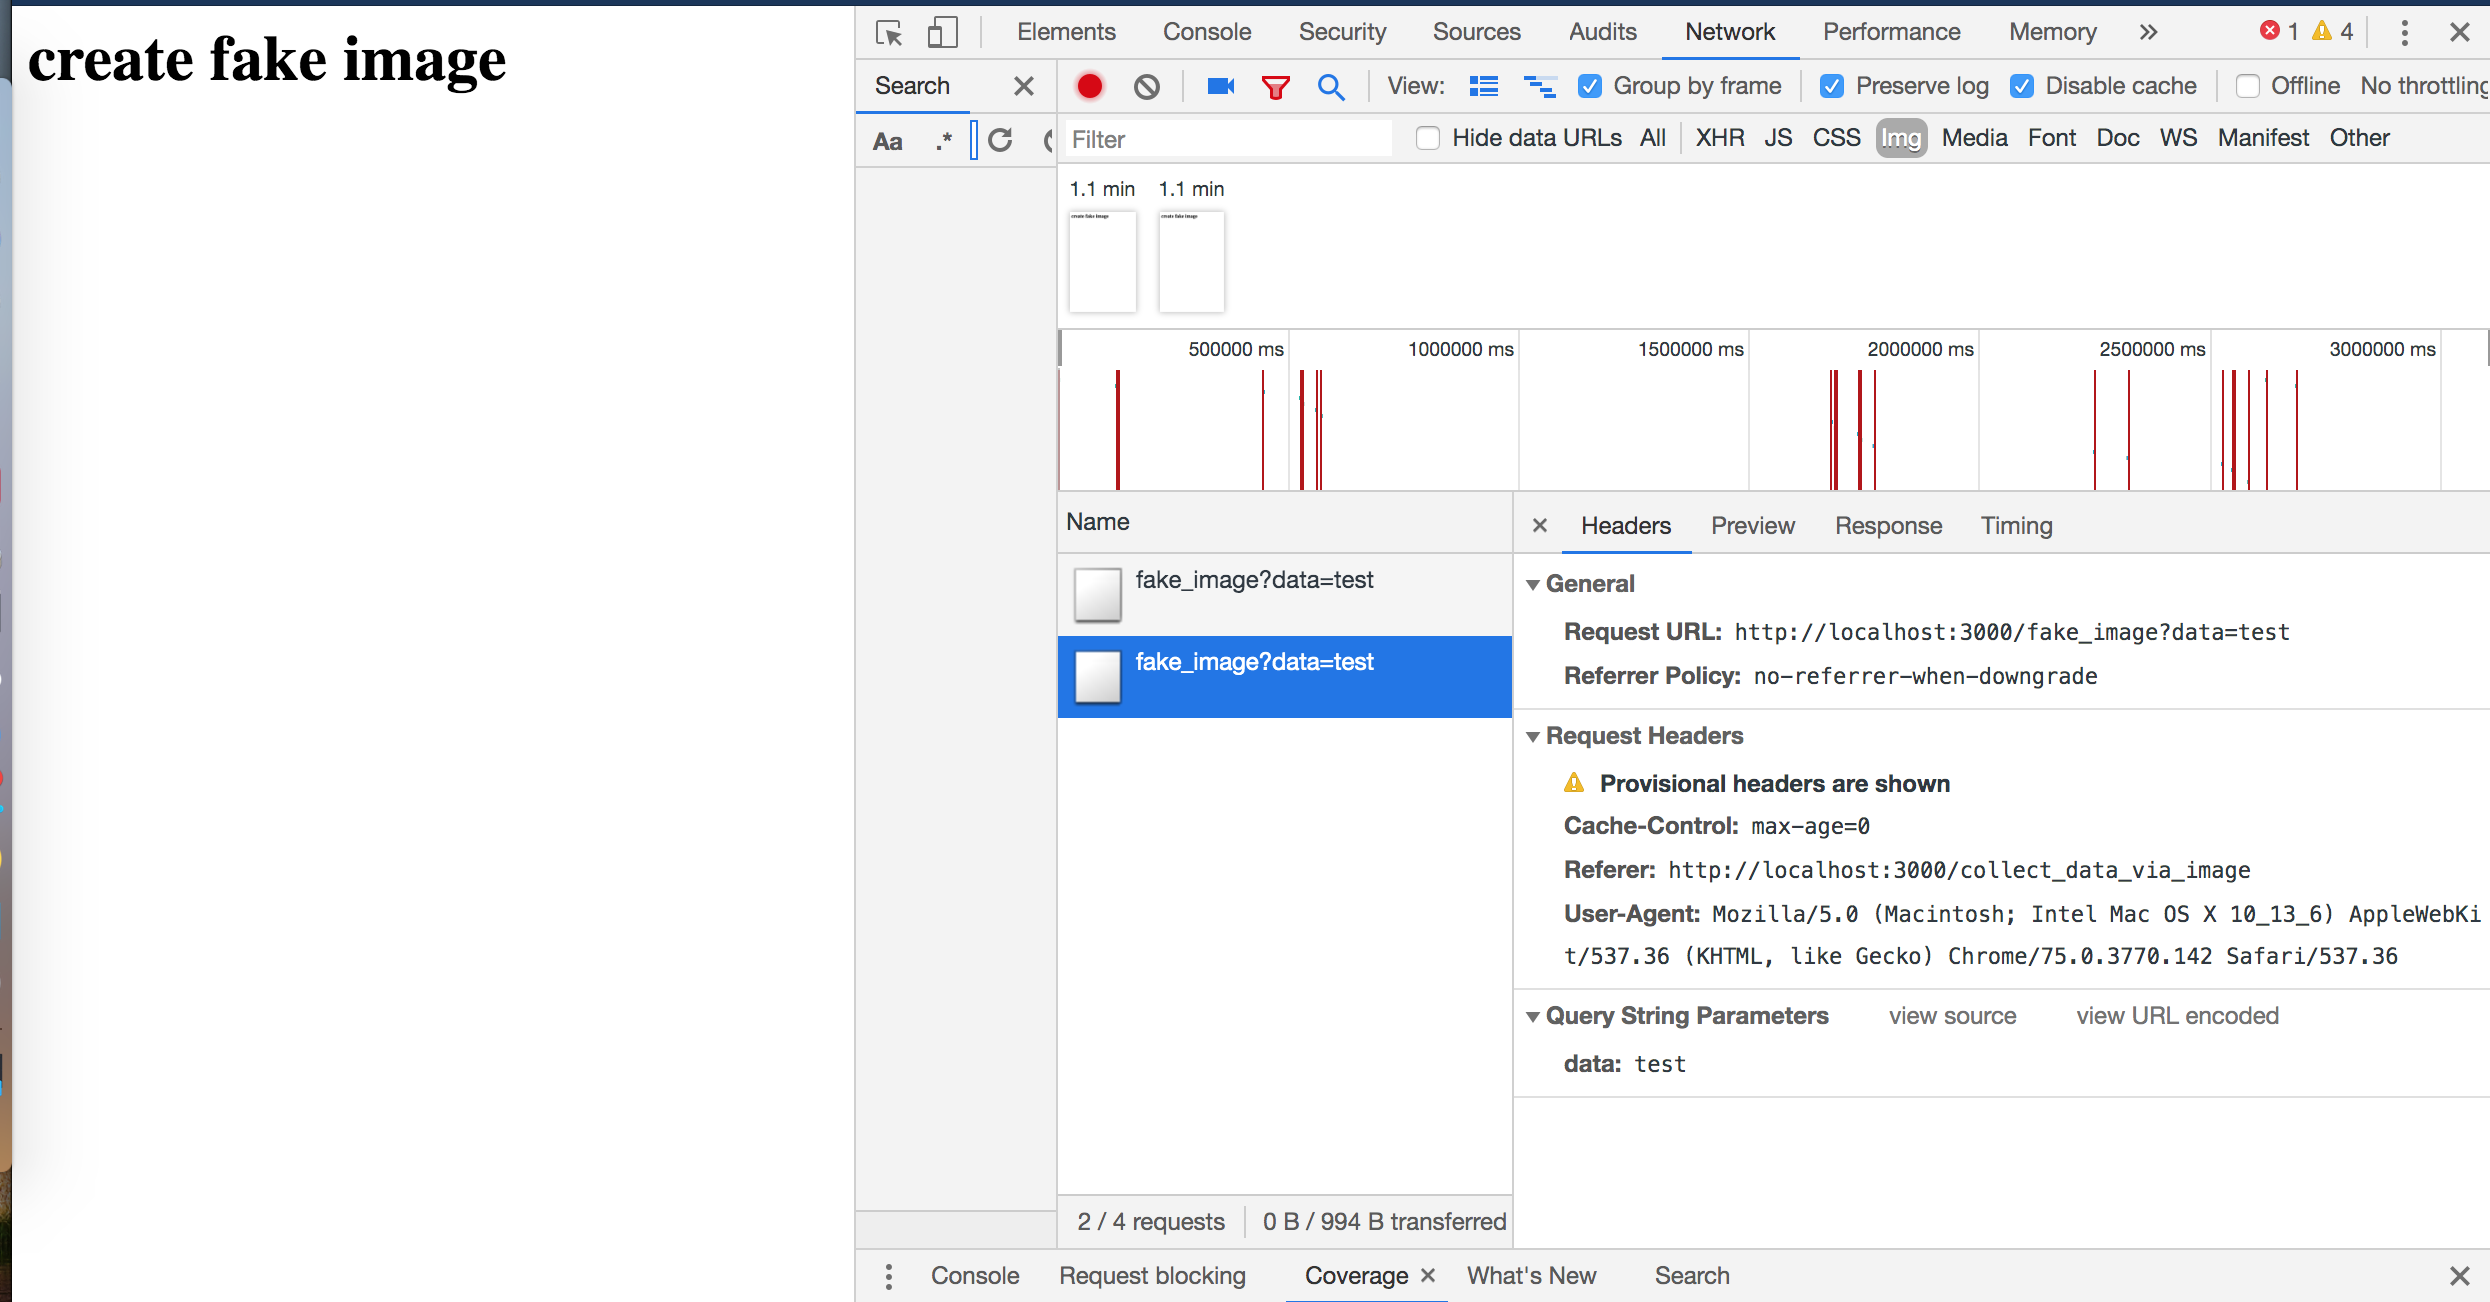 create fake image
Elements Console Security Sources Audits Network Performance Memory » 1 4
Search
View: Group by frame Preserve log Disable cache Offline No throttling
Aa .*
Filter Hide data URLs All XHR JS CSS Img Media Font Doc WS Manifest Other
1.1 min 1.1 min
create fake image create fake image
500000 ms 1000000 ms 1500000 ms 2000000 ms 2500000 ms 3000000 ms
Name
Headers Preview Response Timing
fake_image?data=test
fake_image?data=test
General
Request URL: http://localhost:3000/fake_image?data=test
Referrer Policy: no-referrer-when-downgrade
Request Headers
Provisional headers are shown
Cache-Control: max-age=0
Referer: http://localhost:3000/collect_data_via_image
User-Agent: Mozilla/5.0 (Macintosh; Intel Mac OS X 10_13_6) AppleWebKi
t/537.36 (KHTML, like Gecko) Chrome/75.0.3770.142 Safari/537.36
Query String Parameters view source view URL encoded
data: test
2 / 4 requests 0 B / 994 B transferred
Console Request blocking Coverage What's New Search